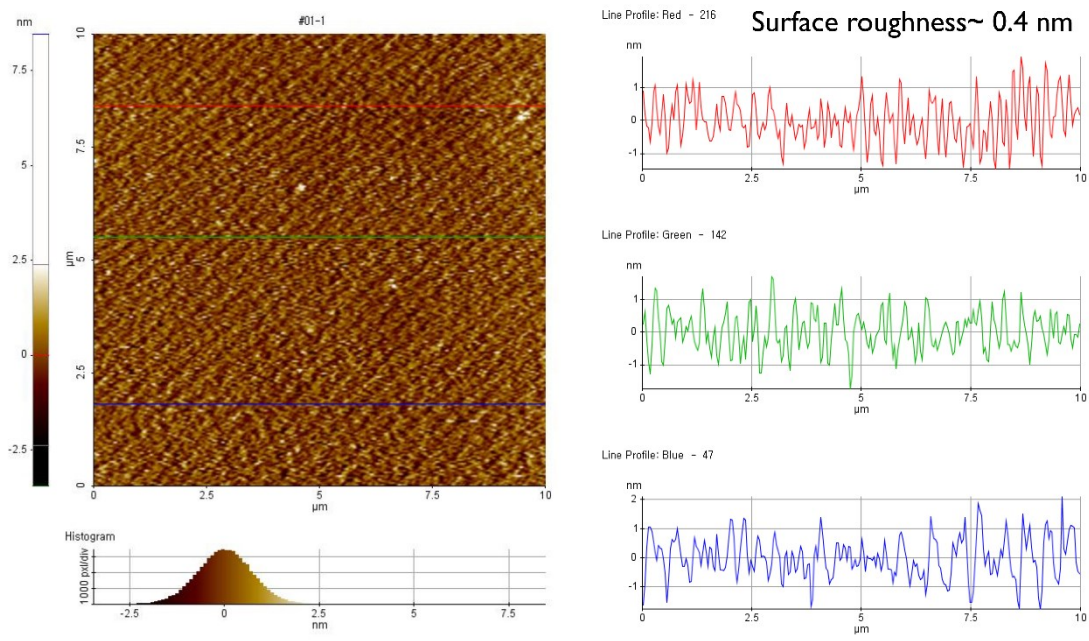 nm
#01-1
7.5
5
2.5
0
-2.5
10
7.5
5
2.5
0
µm
0
2.5
5
7.5
10
µm
Histogram
1000 pxl/div
-2.5
0
2.5
7.5
nm
Surface roughness~ 0.4 nm
Line Profile: Red - 216
nm
1
0
-1
0
2.5
5
7.5
10
µm
Line Profile: Green - 142
nm
1
0
-1
0
2.5
5
7.5
10
µm
Line Profile: Blue - 47
nm
2
1
0
-1
0
2.5
5
7.5
10
µm